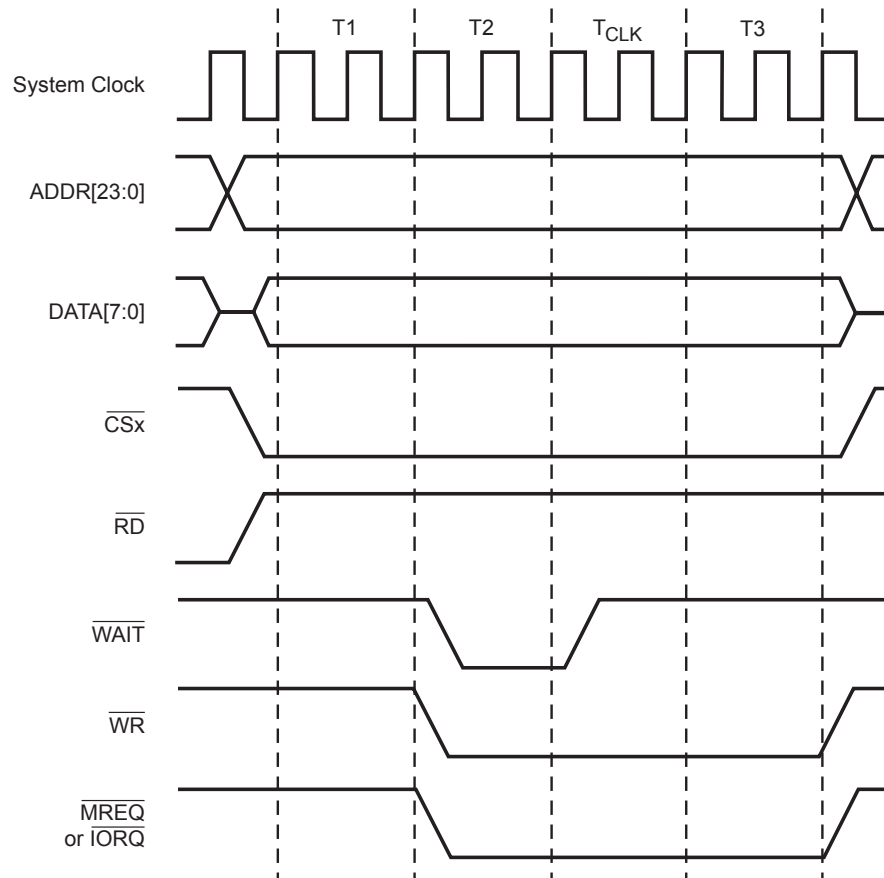 T1
T2
TCLK
T3
System Clock
ADDR[23:0]
DATA[7:0]
CSx
RD
WAIT
WR
MREQ
or IORQ